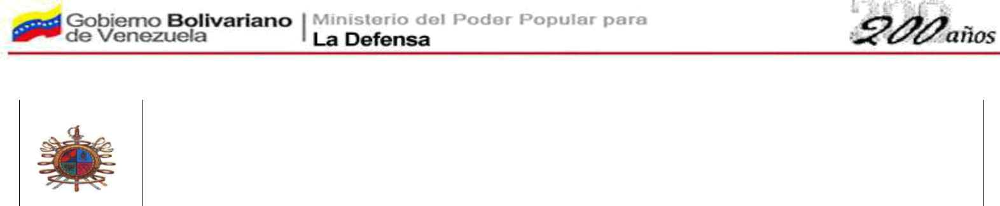 Gobierno Bolivariano
de Venezuela
Ministerio del Poder Popular para
La Defensa
200 años